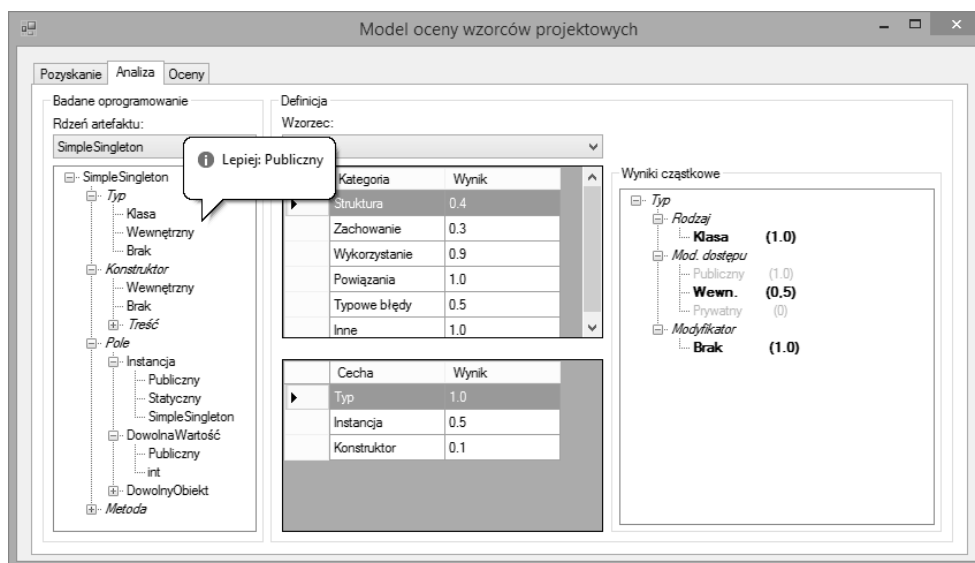 Model oceny wzorców projektowych
Pozyskanie Analiza Oceny
Badane oprogramowanie
Rdzeń artefaktu:
SimpleSingleton
Lepiej: Publiczny
SimpleSingleton
Typ
Klasa
Wewnętrzny
Brak
Konstruktor
Wewnętrzny
Brak
Treść
Pole
Instancja
Publiczny
Statyczny
SimpleSingleton
DowolnaWartość
Publiczny
int
DowolnyObiekt
Metoda
Definicja
Wzorzec:
Kategoria Wynik
Struktura 0.4
Zachowanie 0.3
Wykorzystanie 0.9
Powiązania 1.0
Typowe błędy 0.5
Inne 1.0
Cecha Wynik
Typ 1.0
Instancja 0.5
Konstruktor 0.1
Wyniki cząstkowe
Typ
Rodzaj
Klasa (1.0)
Mod. dostępu
Publiczny (1.0)
Wewn. (0,5)
Prywatny (0)
Modyfikator
Brak (1.0)